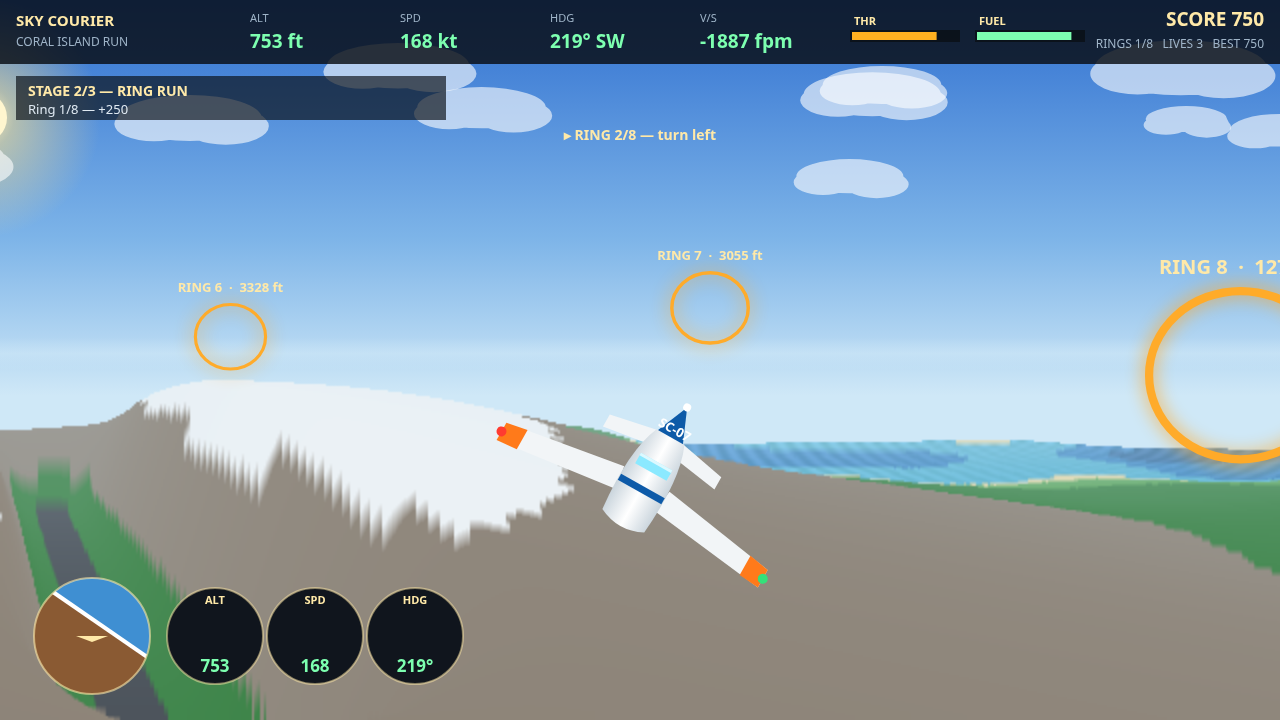 SKY COURIER
CORAL ISLAND RUN
ALT
753 ft
SPD
168 kt
HDG
219° SW
V/S
-1887 fpm
THR
FUEL
SCORE 750
RINGS 1/8 LIVES 3 BEST 750
STAGE 2/3 — RING RUN
Ring 1/8 — +250
▸ RING 2/8 — turn left
RING 6 · 3328 ft
RING 7 · 3055 ft
RING 8 · 127
SC-07
ALT
753
SPD
168
HDG
219°